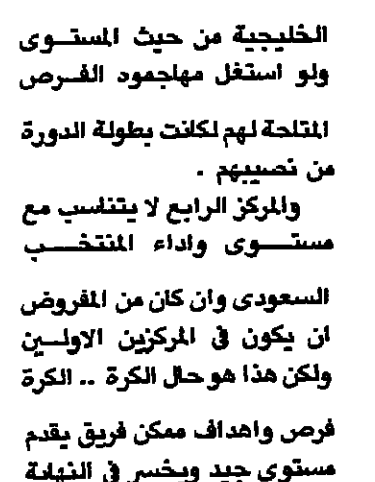 الخليجية من حيث المستوى
ولو استغل مهاجمود الفرص
المتاحة لهم لكانت بطولة الدورة
من نصيبهم .
والمركز الرابع لا يتناسب مع
مستوى واداء المنتخب
السعودى وان كان من المفروض
ان يكون فى المركزين الاولين
ولكن هذا هو حال الكرة .. الكرة
فرص واهداف ممكن فريق يقدم
مستوى جيد ويخسر فى النهاية